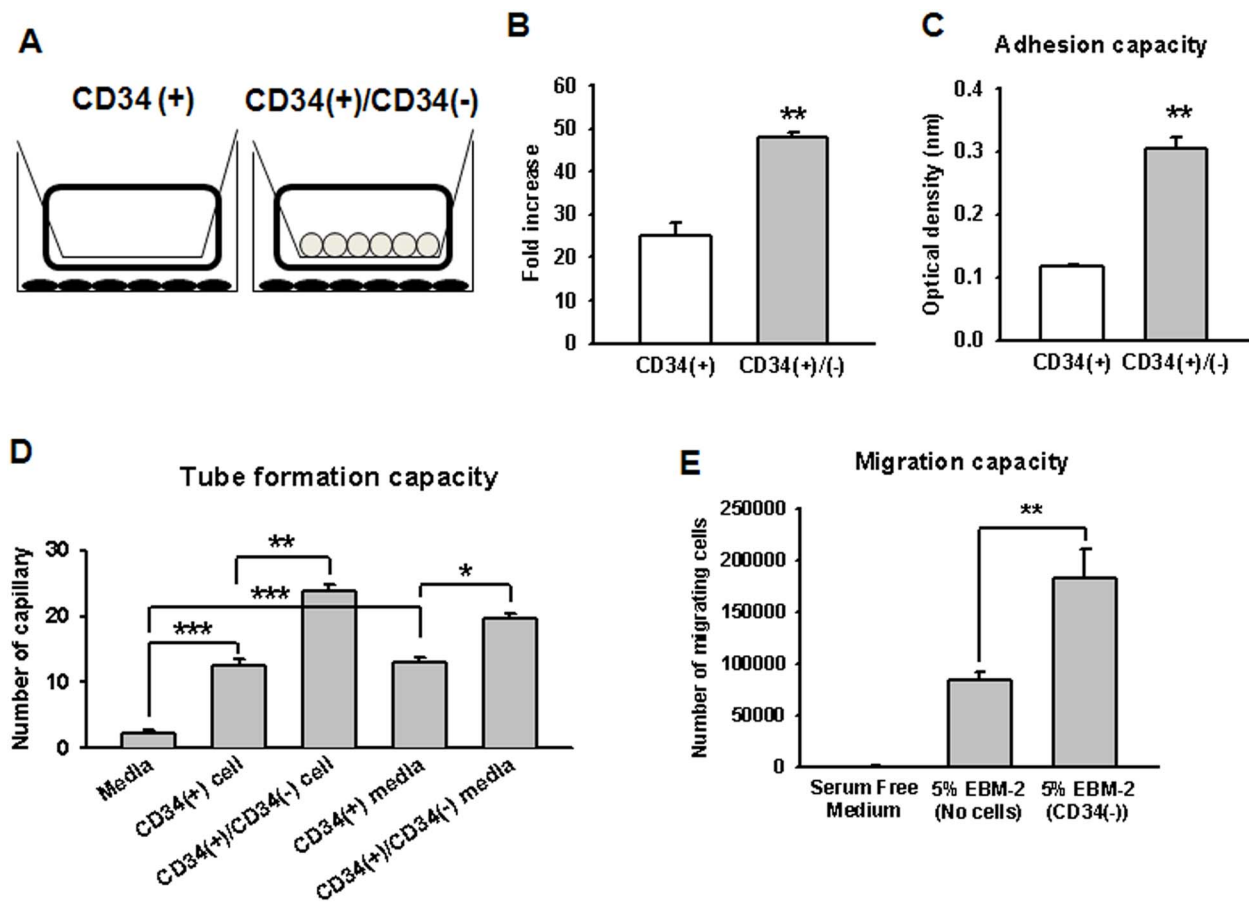 A
CD34 (+)
CD34(+)/CD34(-)
B
Fold increase
60
50
40
30
20
10
0
**
CD34(+)
CD34(+)/(-)
C
Adhesion capacity
Optical density (nm)
0.4
0.3
0.2
0.1
0.0
**
CD34(+)
CD34(+)/(-)
D
Tube formation capacity
Number of capillary
30
20
10
0
**
***
*
***
Media
CD34(+) cell
CD34(+)/CD34(-) cell
CD34(+) media
CD34(+)/CD34(-) media
E
Migration capacity
Number of migrating cells
250000
200000
150000
100000
50000
0
**
Serum Free
Medium
5% EBM-2
(No cells)
5% EBM-2
(CD34(-))